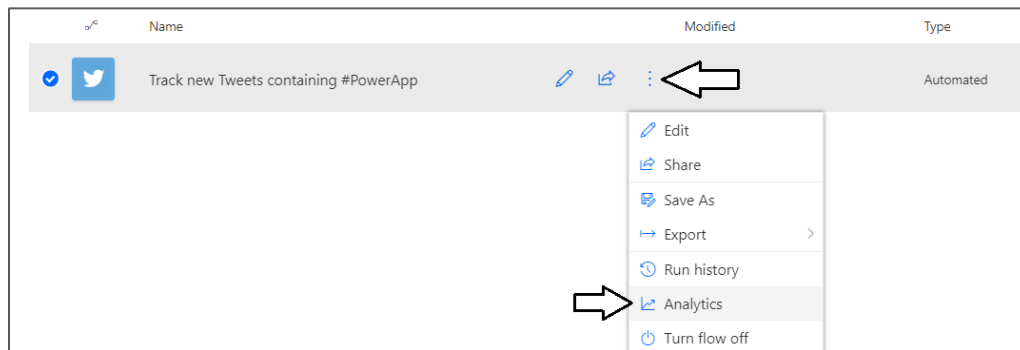 Name Modified Type
Track new Tweets containing #PowerApp Automated
Edit
Share
Save As
Export
Run history
Analytics
Turn flow off